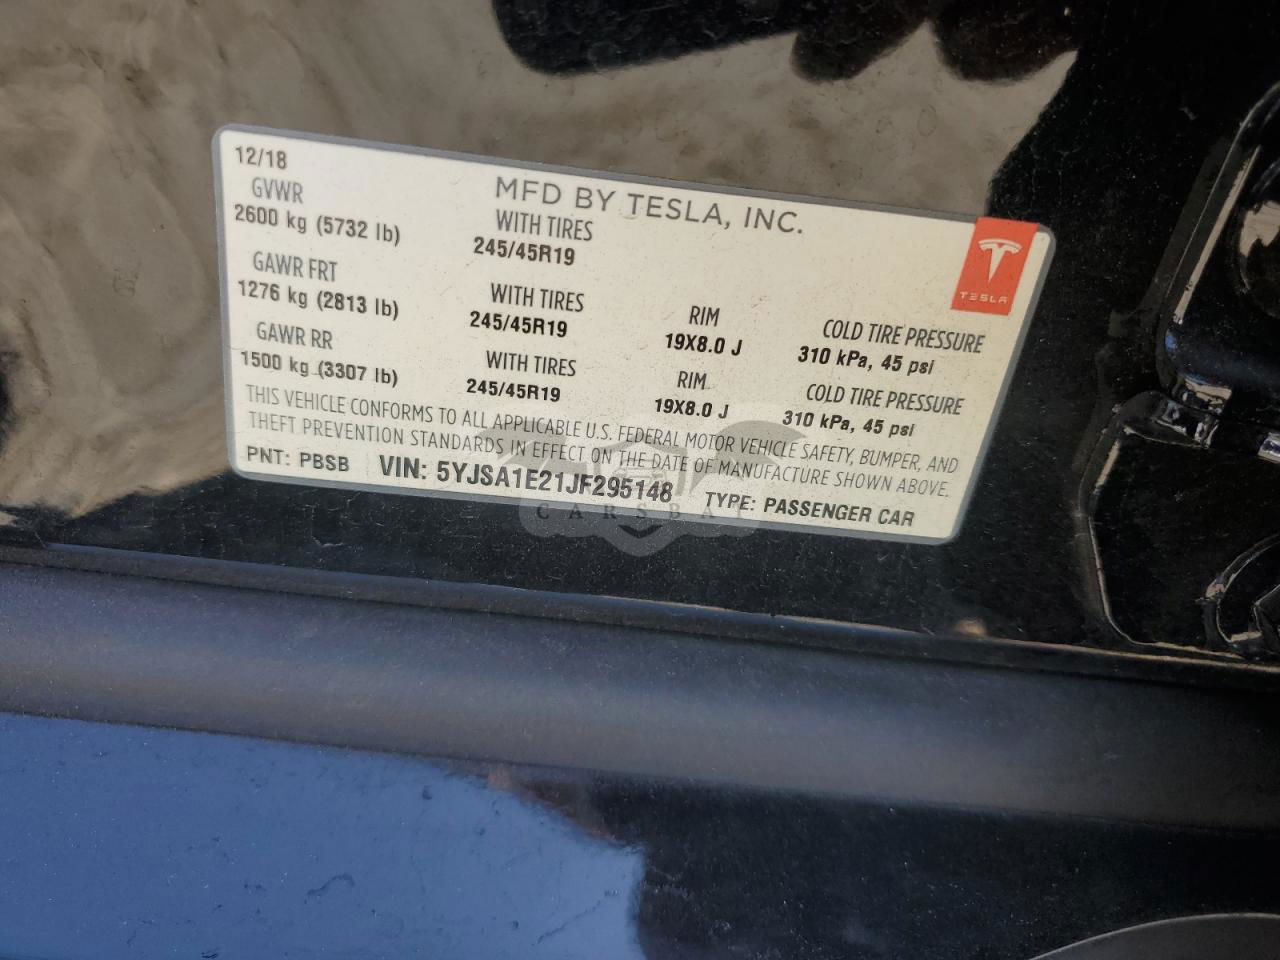 12/18
MFD BY TESLA, INC.
GVWR WITH TIRES
2600 kg (5732 lb) 245/45R19
TESLA
GAWR FRT WITH TIRES RIM COLD TIRE PRESSURE
1276 kg (2813 lb) 245/45R19 19X8.0 J 310 kPa, 45 psi
GAWR RR WITH TIRES RIM COLD TIRE PRESSURE
1500 kg (3307 lb) 245/45R19 19X8.0 J 310 kPa, 45 psi
THIS VEHICLE CONFORMS TO ALL APPLICABLE U.S. FEDERAL MOTOR VEHICLE SAFETY, BUMPER, AND
THEFT PREVENTION STANDARDS IN EFFECT ON THE DATE OF MANUFACTURE SHOWN ABOVE.
PNT: PBSB VIN: 5YJSA1E21JF295148 TYPE: PASSENGER CAR